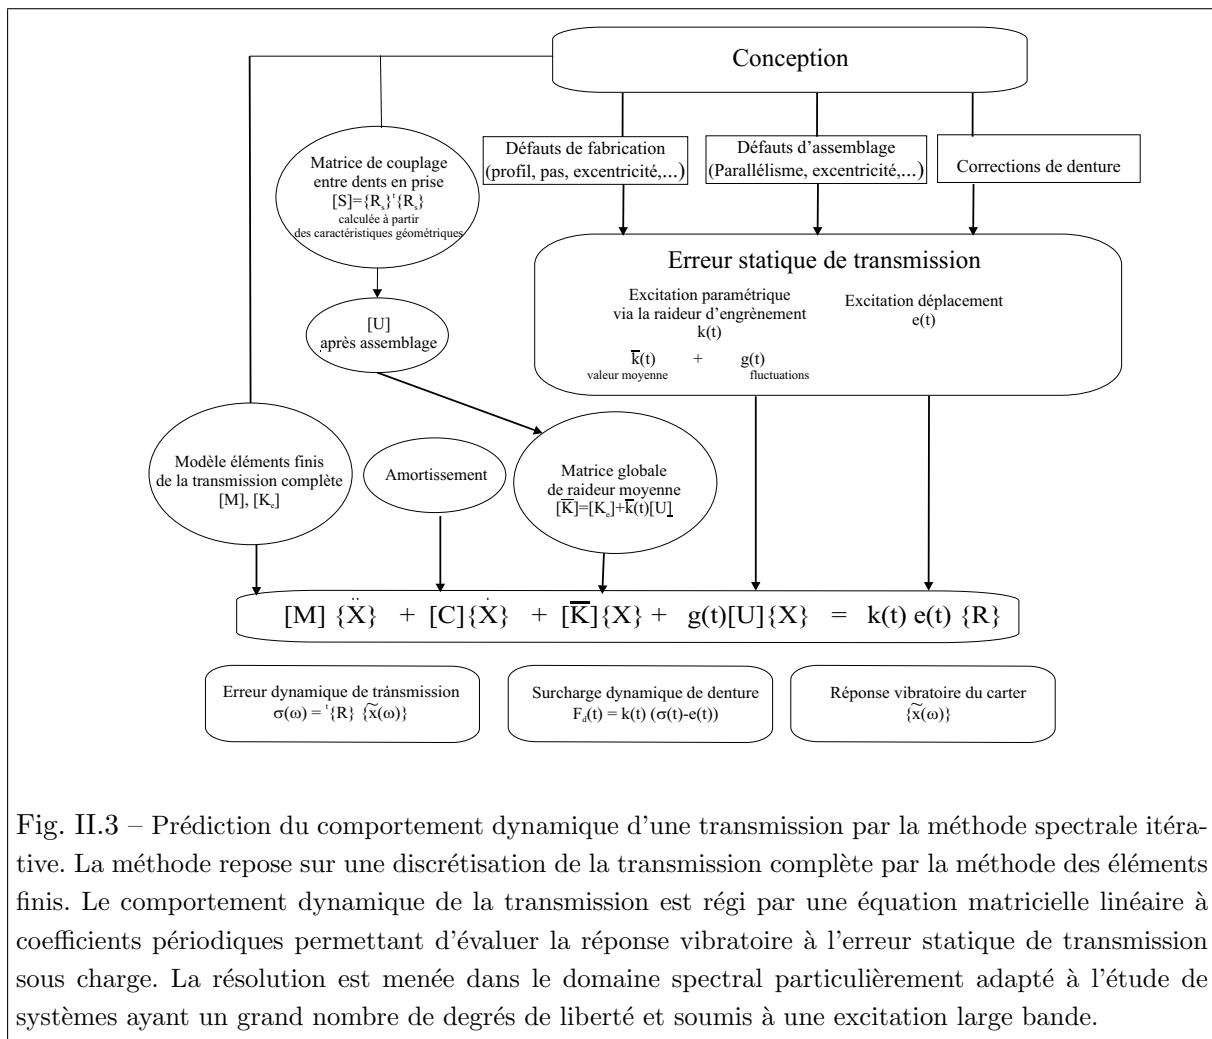 Conception
Matrice de couplage
entre dents en prise
[S]={Rₛ}ᵗ{Rₛ}
calculée à partir
des caractéristiques géométriques
Défauts de fabrication
(profil, pas, excentricité,...)
Défauts d'assemblage
(Parallélisme, excentricité,...)
Corrections de denture
Erreur statique de transmission
Excitation paramétrique
via la raideur d'engrènement
k(t)
k̅(t) + g(t)
valeur moyenne fluctuations
Excitation déplacement
e(t)
[U]
après assemblage
Modèle éléments finis
de la transmission complète
[M], [Kₑ]
Amortissement
Matrice globale
de raideur moyenne
[K̅]=[Kₑ]+k̅(t)[U]
[M] {Ẍ} + [C]{Ẋ} + [K̅]{X} + g(t)[U]{X} = k(t) e(t) {R}
Erreur dynamique de transmission
σ(ω) = ᵗ{R} {x̃(ω)}
Surcharge dynamique de denture
F_d(t) = k(t) (σ(t)-e(t))
Réponse vibratoire du carter
{x̃(ω)}
Fig. II.3 – Prédiction du comportement dynamique d'une transmission par la méthode spectrale itéra-
tive. La méthode repose sur une discrétisation de la transmission complète par la méthode des éléments
finis. Le comportement dynamique de la transmission est régi par une équation matricielle linéaire à
coefficients périodiques permettant d'évaluer la réponse vibratoire à l'erreur statique de transmission
sous charge. La résolution est menée dans le domaine spectral particulièrement adapté à l'étude de
systèmes ayant un grand nombre de degrés de liberté et soumis à une excitation large bande.